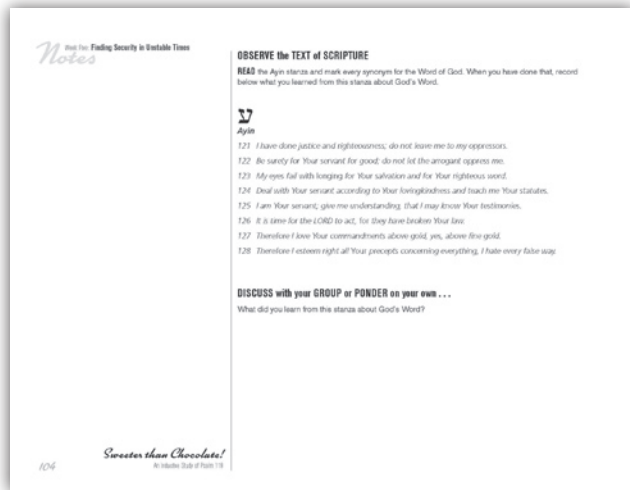 Notes
Week Five: Finding Security in Unstable Times
OBSERVE the TEXT of SCRIPTURE
READ the Ayin stanza and mark every synonym for the Word of God. When you have done that, record
below what you learned from this stanza about God's Word.
ע
Ayin
121 I have done justice and righteousness; do not leave me to my oppressors.
122 Be surety for Your servant for good; do not let the arrogant oppress me.
123 My eyes fail with longing for Your salvation and for Your righteous word.
124 Deal with Your servant according to Your lovingkindness and teach me Your statutes.
125 I am Your servant; give me understanding, that I may know Your testimonies.
126 It is time for the LORD to act, for they have broken Your law.
127 Therefore I love Your commandments above gold, yes, above fine gold.
128 Therefore I esteem right all Your precepts concerning everything, I hate every false way.
DISCUSS with your GROUP or PONDER on your own . . .
What did you learn from this stanza about God's Word?
Sweeter than Chocolate!
An Inductive Study of Psalm 119
104